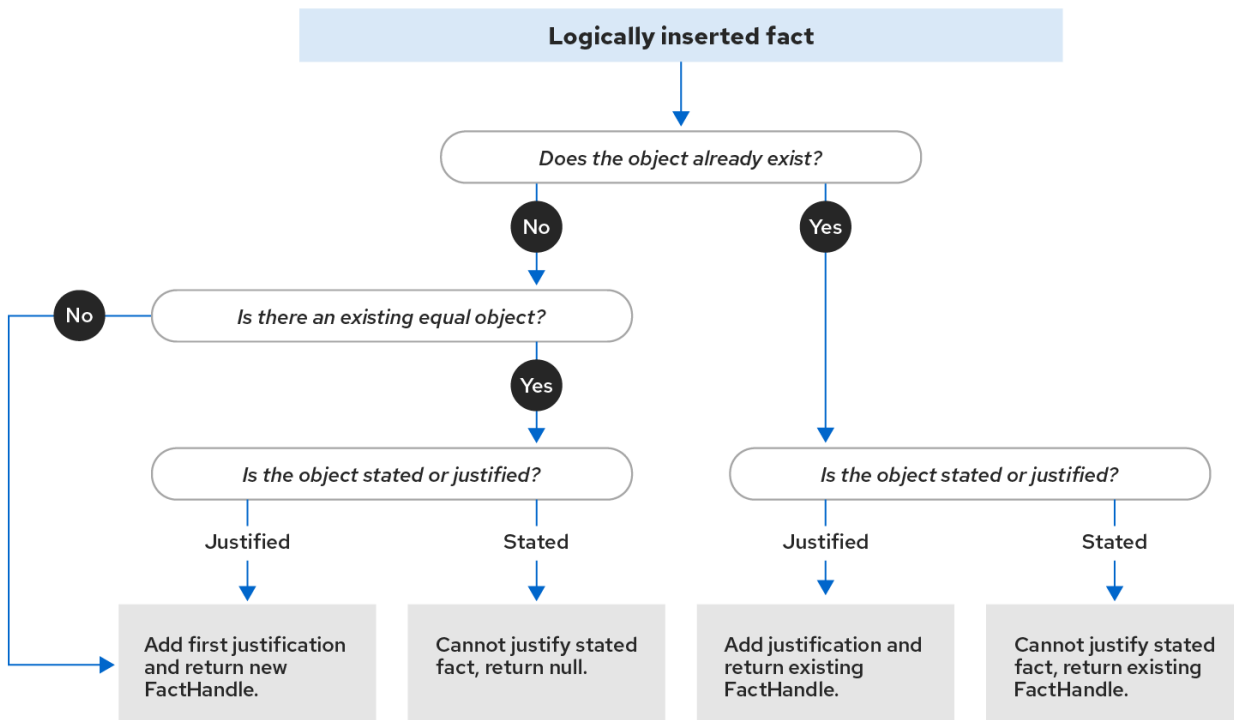 Logically inserted fact
Does the object already exist?
No
Yes
No
Is there an existing equal object?
Yes
Is the object stated or justified?
Is the object stated or justified?
Justified
Stated
Justified
Stated
Add first justification
and return new
FactHandle.
Cannot justify stated
fact, return null.
Add justification and
return existing
FactHandle.
Cannot justify stated
fact, return existing
FactHandle.